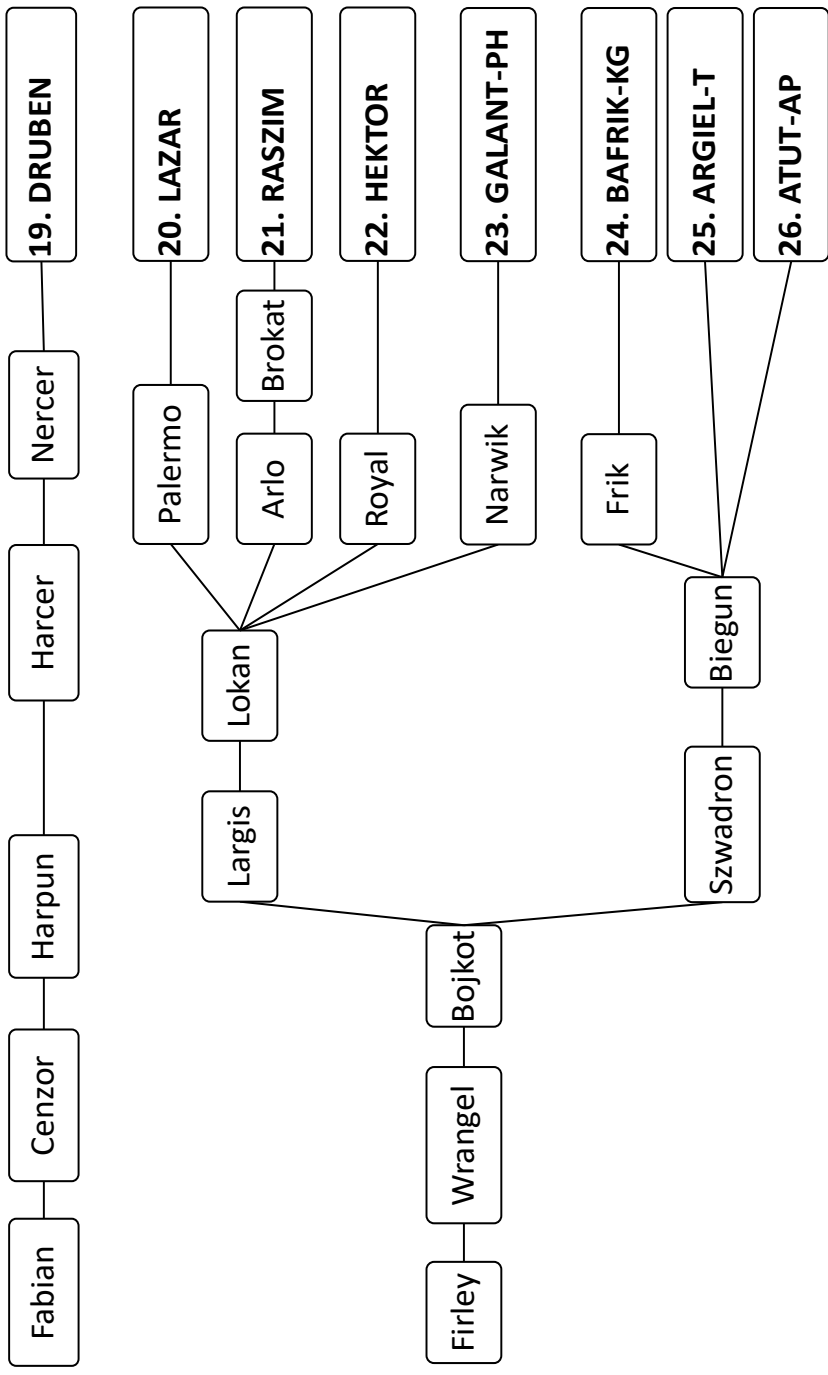 Fabian
Cenzor
Harpun
Harcer
Nercer
19. DRUBEN
Firley
Wrangel
Bojkot
Largis
Lokan
Palermo
20. LAZAR
Arlo
Brokat
21. RASZIM
Royal
22. HEKTOR
Narwik
23. GALANT-PH
Szwadron
Biegun
Frik
24. BAFRIK-KG
25. ARGIEL-T
26. ATUT-AP